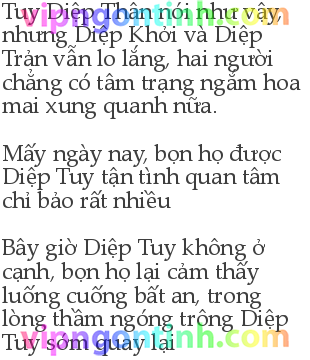 Tuy Diệp Thân nói như vậy,
nhưng Diệp Khởi và Diệp
Trản vẫn lo lắng, hai người
chẳng có tâm trạng ngắm hoa
mai xung quanh nữa.
Mấy ngày nay, bọn họ được
Diệp Tuy tận tình quan tâm
chỉ bảo rất nhiều
Bây giờ Diệp Tuy không ở
cạnh, bọn họ lại cảm thấy
luống cuống bất an, trong
lòng thầm ngóng trông Diệp
Tuy sớm quay lại
vipngontinh.com
vipngontinh.com